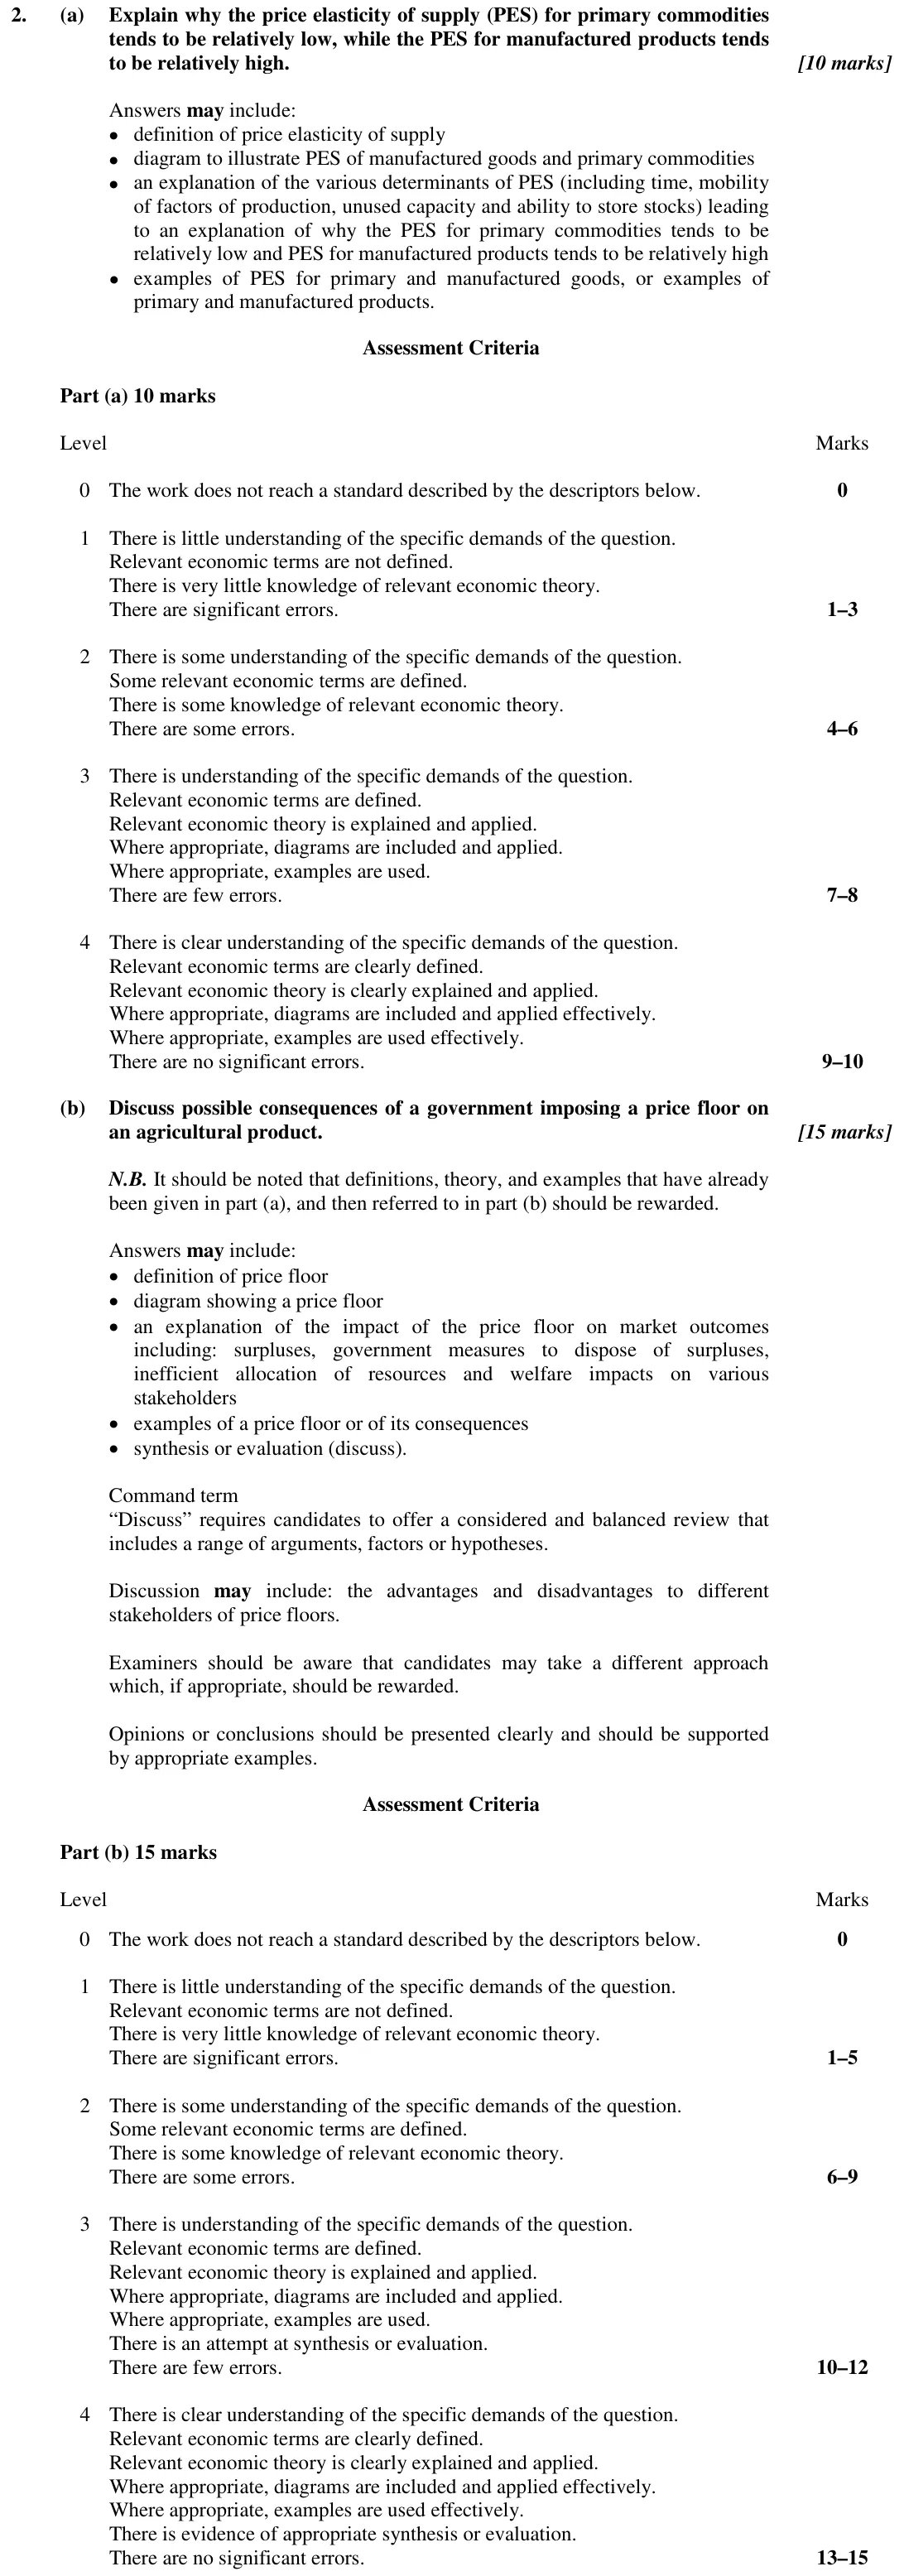 2. (a) Explain why the price elasticity of supply (PES) for primary commodities
tends to be relatively low, while the PES for manufactured products tends
to be relatively high. [10 marks]
Answers may include:
• definition of price elasticity of supply
• diagram to illustrate PES of manufactured goods and primary commodities
• an explanation of the various determinants of PES (including time, mobility
of factors of production, unused capacity and ability to store stocks) leading
to an explanation of why the PES for primary commodities tends to be
relatively low and PES for manufactured products tends to be relatively high
• examples of PES for primary and manufactured goods, or examples of
primary and manufactured products.
Assessment Criteria
Part (a) 10 marks
Level Marks
0 The work does not reach a standard described by the descriptors below. 0
1 There is little understanding of the specific demands of the question.
Relevant economic terms are not defined.
There is very little knowledge of relevant economic theory.
There are significant errors. 1–3
2 There is some understanding of the specific demands of the question.
Some relevant economic terms are defined.
There is some knowledge of relevant economic theory.
There are some errors. 4–6
3 There is understanding of the specific demands of the question.
Relevant economic terms are defined.
Relevant economic theory is explained and applied.
Where appropriate, diagrams are included and applied.
Where appropriate, examples are used.
There are few errors. 7–8
4 There is clear understanding of the specific demands of the question.
Relevant economic terms are clearly defined.
Relevant economic theory is clearly explained and applied.
Where appropriate, diagrams are included and applied effectively.
Where appropriate, examples are used effectively.
There are no significant errors. 9–10
(b) Discuss possible consequences of a government imposing a price floor on
an agricultural product. [15 marks]
N.B. It should be noted that definitions, theory, and examples that have already
been given in part (a), and then referred to in part (b) should be rewarded.
Answers may include:
• definition of price floor
• diagram showing a price floor
• an explanation of the impact of the price floor on market outcomes
including: surpluses, government measures to dispose of surpluses,
inefficient allocation of resources and welfare impacts on various
stakeholders
• examples of a price floor or of its consequences
• synthesis or evaluation (discuss).
Command term
“Discuss” requires candidates to offer a considered and balanced review that
includes a range of arguments, factors or hypotheses.
Discussion may include: the advantages and disadvantages to different
stakeholders of price floors.
Examiners should be aware that candidates may take a different approach
which, if appropriate, should be rewarded.
Opinions or conclusions should be presented clearly and should be supported
by appropriate examples.
Assessment Criteria
Part (b) 15 marks
Level Marks
0 The work does not reach a standard described by the descriptors below. 0
1 There is little understanding of the specific demands of the question.
Relevant economic terms are not defined.
There is very little knowledge of relevant economic theory.
There are significant errors. 1–5
2 There is some understanding of the specific demands of the question.
Some relevant economic terms are defined.
There is some knowledge of relevant economic theory.
There are some errors. 6–9
3 There is understanding of the specific demands of the question.
Relevant economic terms are defined.
Relevant economic theory is explained and applied.
Where appropriate, diagrams are included and applied.
Where appropriate, examples are used.
There is an attempt at synthesis or evaluation.
There are few errors. 10–12
4 There is clear understanding of the specific demands of the question.
Relevant economic terms are clearly defined.
Relevant economic theory is clearly explained and applied.
Where appropriate, diagrams are included and applied effectively.
Where appropriate, examples are used effectively.
There is evidence of appropriate synthesis or evaluation.
There are no significant errors. 13–15